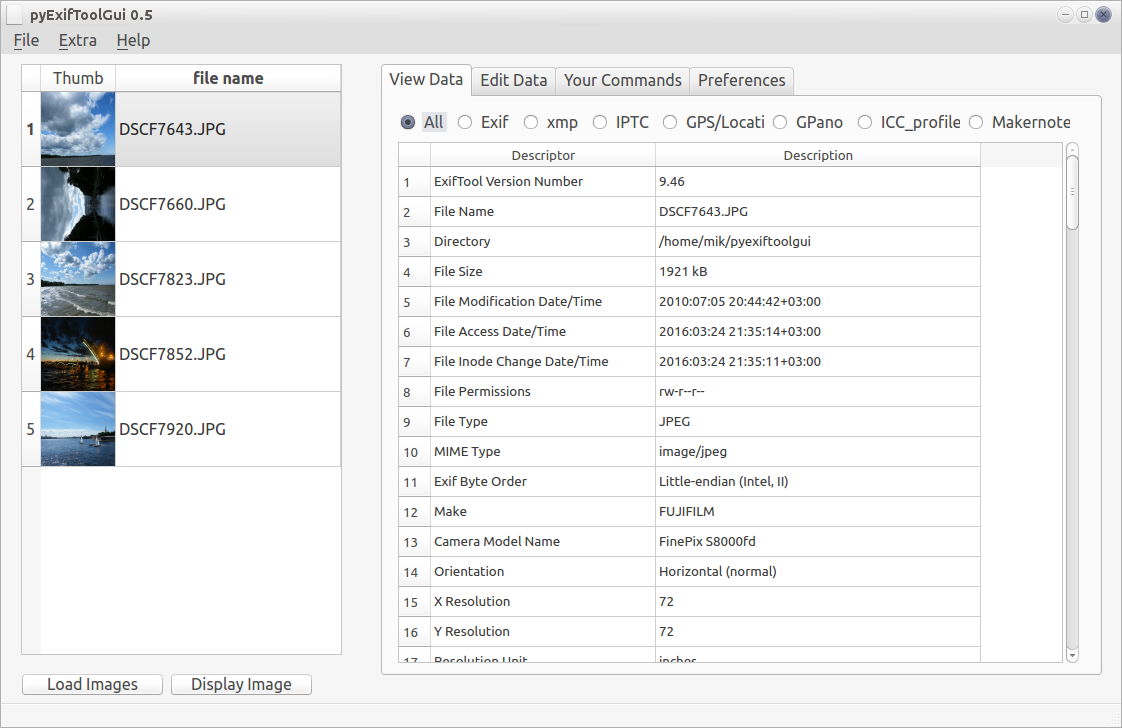 pyExifToolGui 0.5
File Extra Help
Thumb file name
1 DSCF7643.JPG
2 DSCF7660.JPG
3 DSCF7823.JPG
4 DSCF7852.JPG
5 DSCF7920.JPG
Load Images Display Image
View Data Edit Data Your Commands Preferences
All Exif xmp IPTC GPS/Locati GPano ICC_profile Makernote
Descriptor Description
1 ExifTool Version Number 9.46
2 File Name DSCF7643.JPG
3 Directory /home/mik/pyexiftoolgui
4 File Size 1921 kB
5 File Modification Date/Time 2010:07:05 20:44:42+03:00
6 File Access Date/Time 2016:03:24 21:35:14+03:00
7 File Inode Change Date/Time 2016:03:24 21:35:11+03:00
8 File Permissions rw-r--r--
9 File Type JPEG
10 MIME Type image/jpeg
11 Exif Byte Order Little-endian (Intel, II)
12 Make FUJIFILM
13 Camera Model Name FinePix S8000fd
14 Orientation Horizontal (normal)
15 X Resolution 72
16 Y Resolution 72
17 Resolution Unit inches